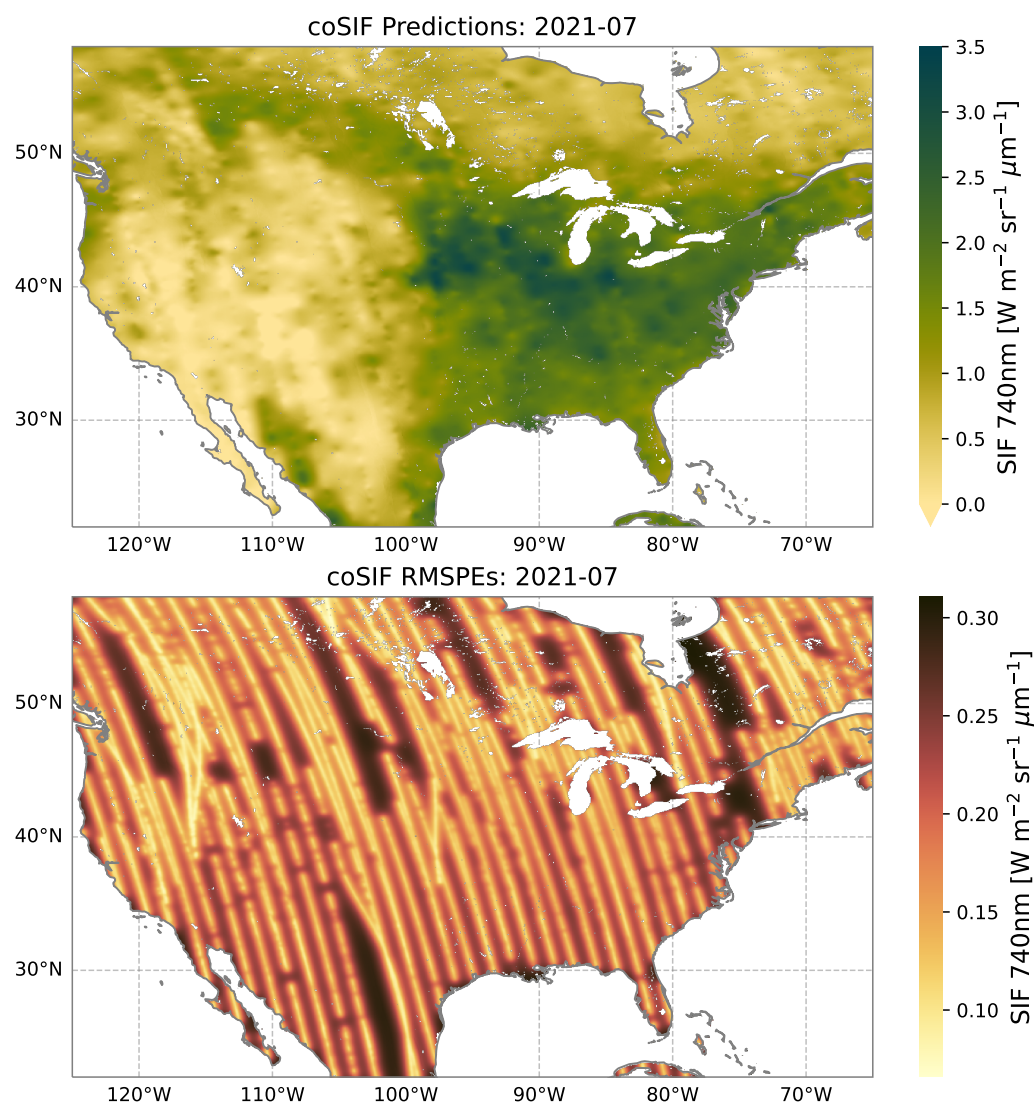 coSIF Predictions: 2021-07
50°N
40°N
30°N
120°W 110°W 100°W 90°W 80°W 70°W
3.5
3.0
2.5
2.0
1.5
1.0
0.5
0.0
SIF 740nm [W m⁻² sr⁻¹ μm⁻¹]
coSIF RMSPEs: 2021-07
50°N
40°N
30°N
120°W 110°W 100°W 90°W 80°W 70°W
0.30
0.25
0.20
0.15
0.10
SIF 740nm [W m⁻² sr⁻¹ μm⁻¹]